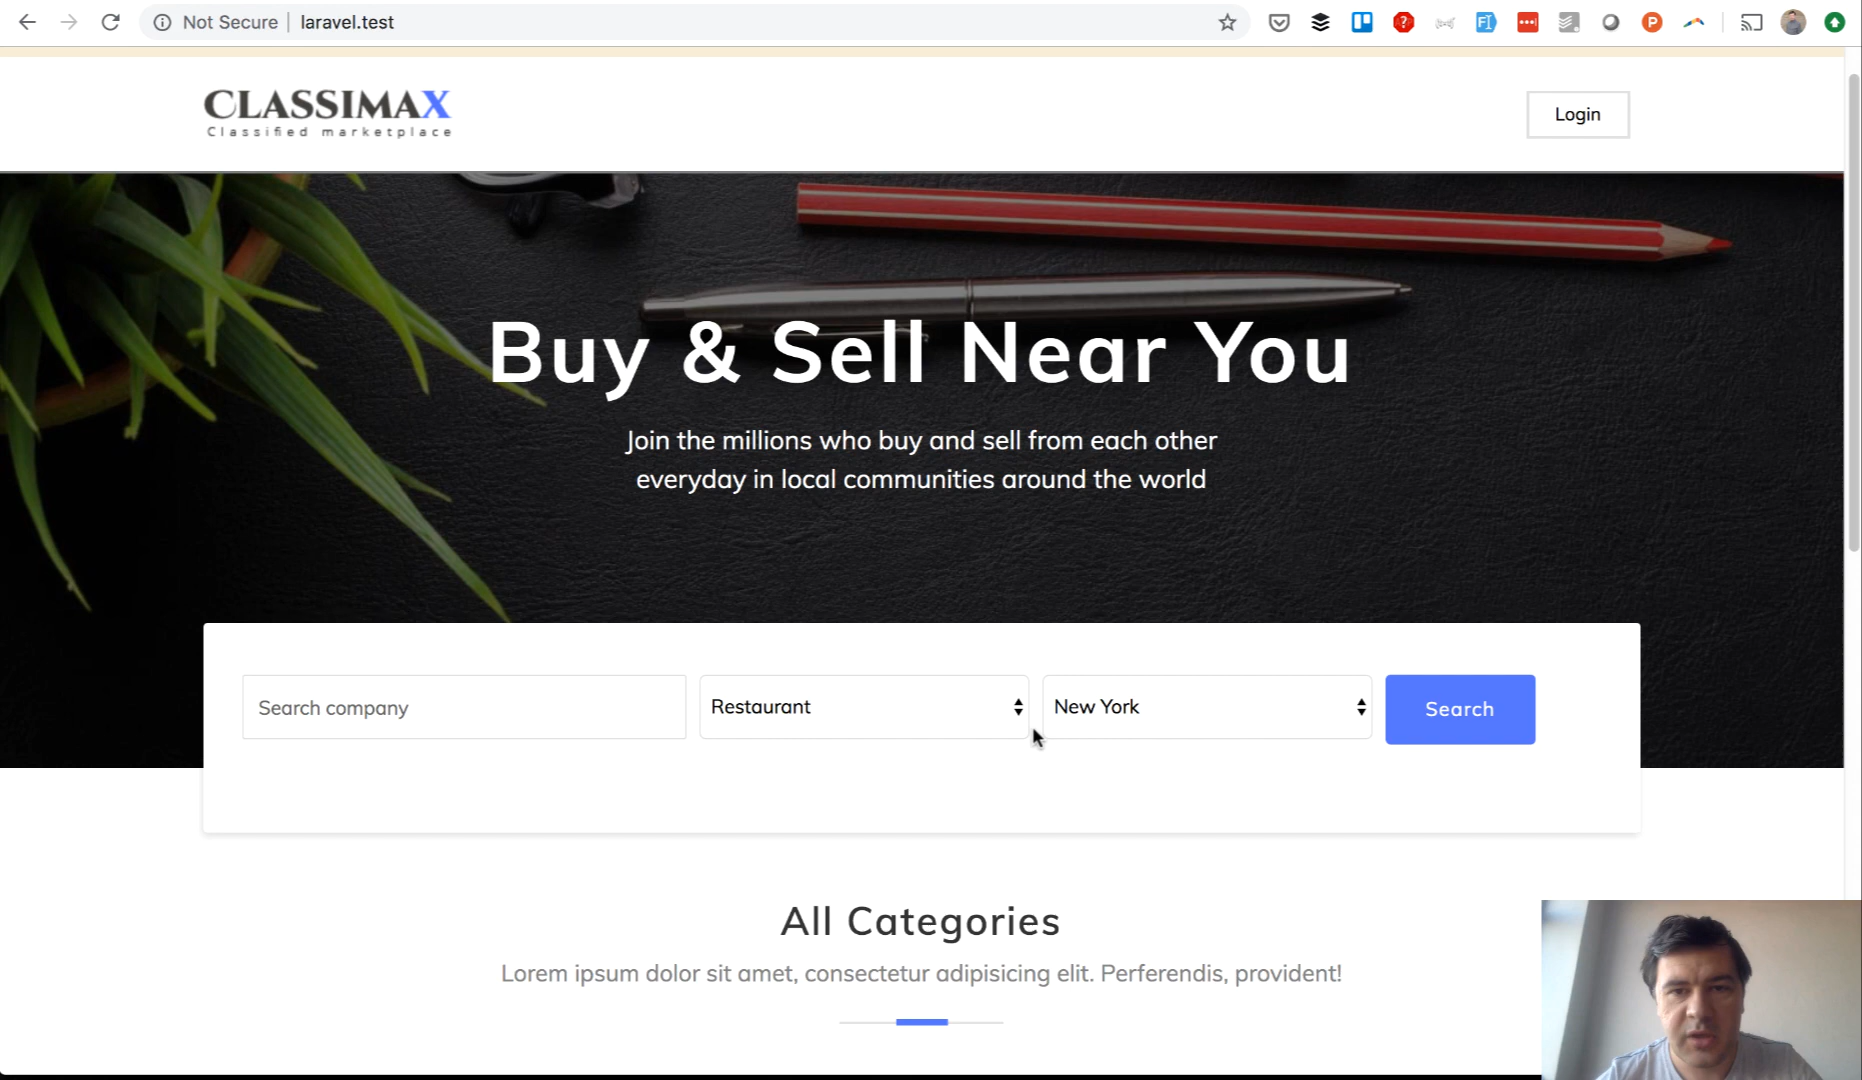 Not Secure | laravel.test
CLASSIMAX
Classified marketplace
Login
Buy & Sell Near You
Join the millions who buy and sell from each other
everyday in local communities around the world
Search company
Restaurant
New York
Search
All Categories
Lorem ipsum dolor sit amet, consectetur adipisicing elit. Perferendis, provident!